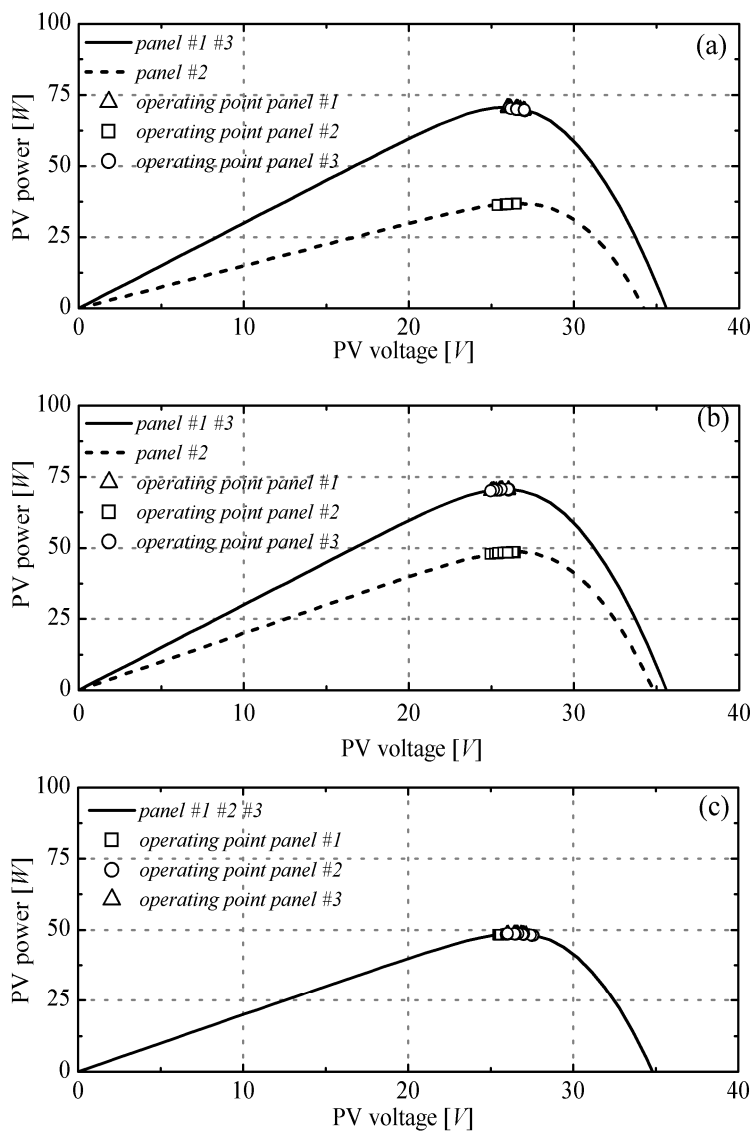 100
(a)
panel #1 #3
panel #2
75
operating point panel #1
operating point panel #2
50
operating point panel #3
25
0
0 10 20 30 40
PV power [W]
PV voltage [V]
100
(b)
panel #1 #3
panel #2
75
operating point panel #1
operating point panel #2
50
operating point panel #3
25
0
0 10 20 30 40
PV power [W]
PV voltage [V]
100
(c)
panel #1 #2 #3
operating point panel #1
75
operating point panel #2
operating point panel #3
50
25
0
0 10 20 30 40
PV power [W]
PV voltage [V]